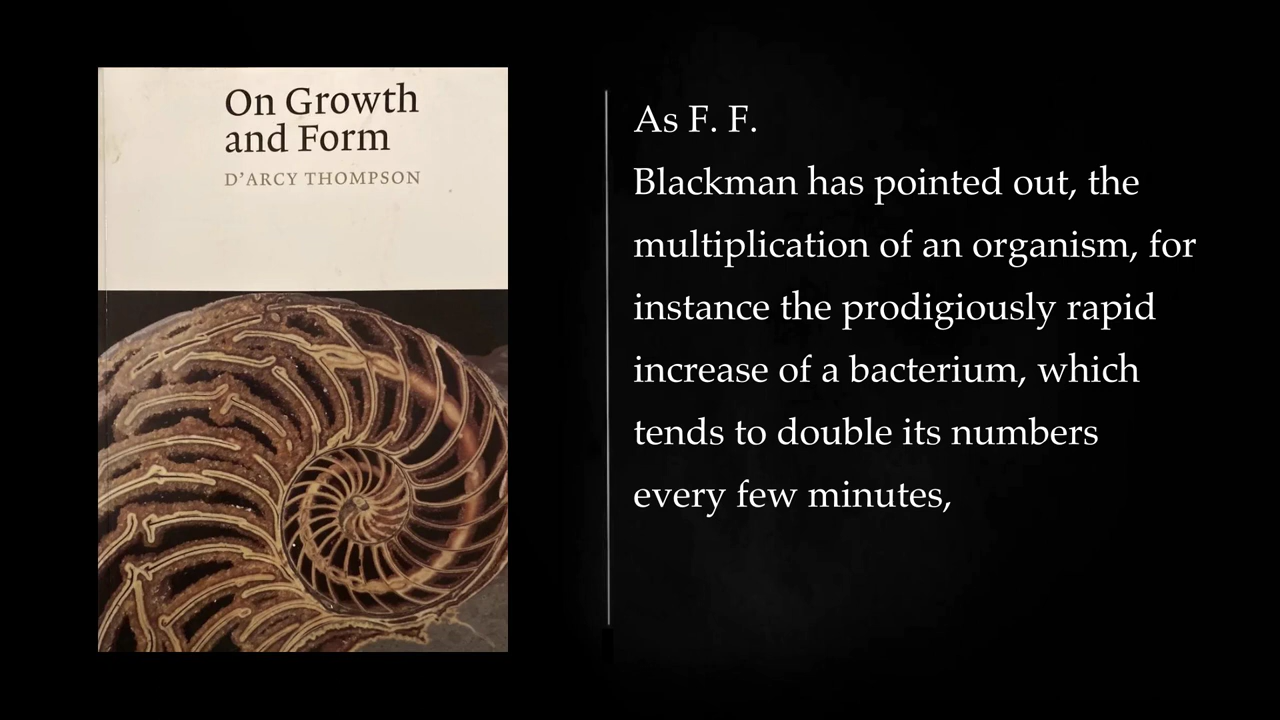 On Growth
and Form
D'ARCY THOMPSON
As F. F.
Blackman has pointed out, the
multiplication of an organism, for
instance the prodigiously rapid
increase of a bacterium, which
tends to double its numbers
every few minutes,